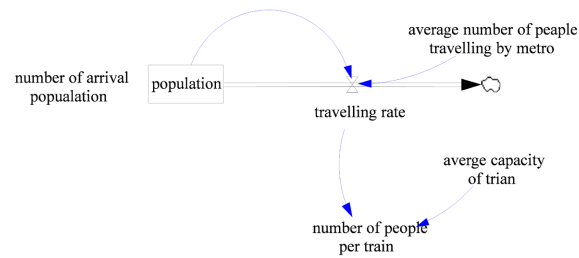 average number of peaple
travelling by metro
number of arrival
popualation
population
travelling rate
averge capacity
of trian
number of people
per train